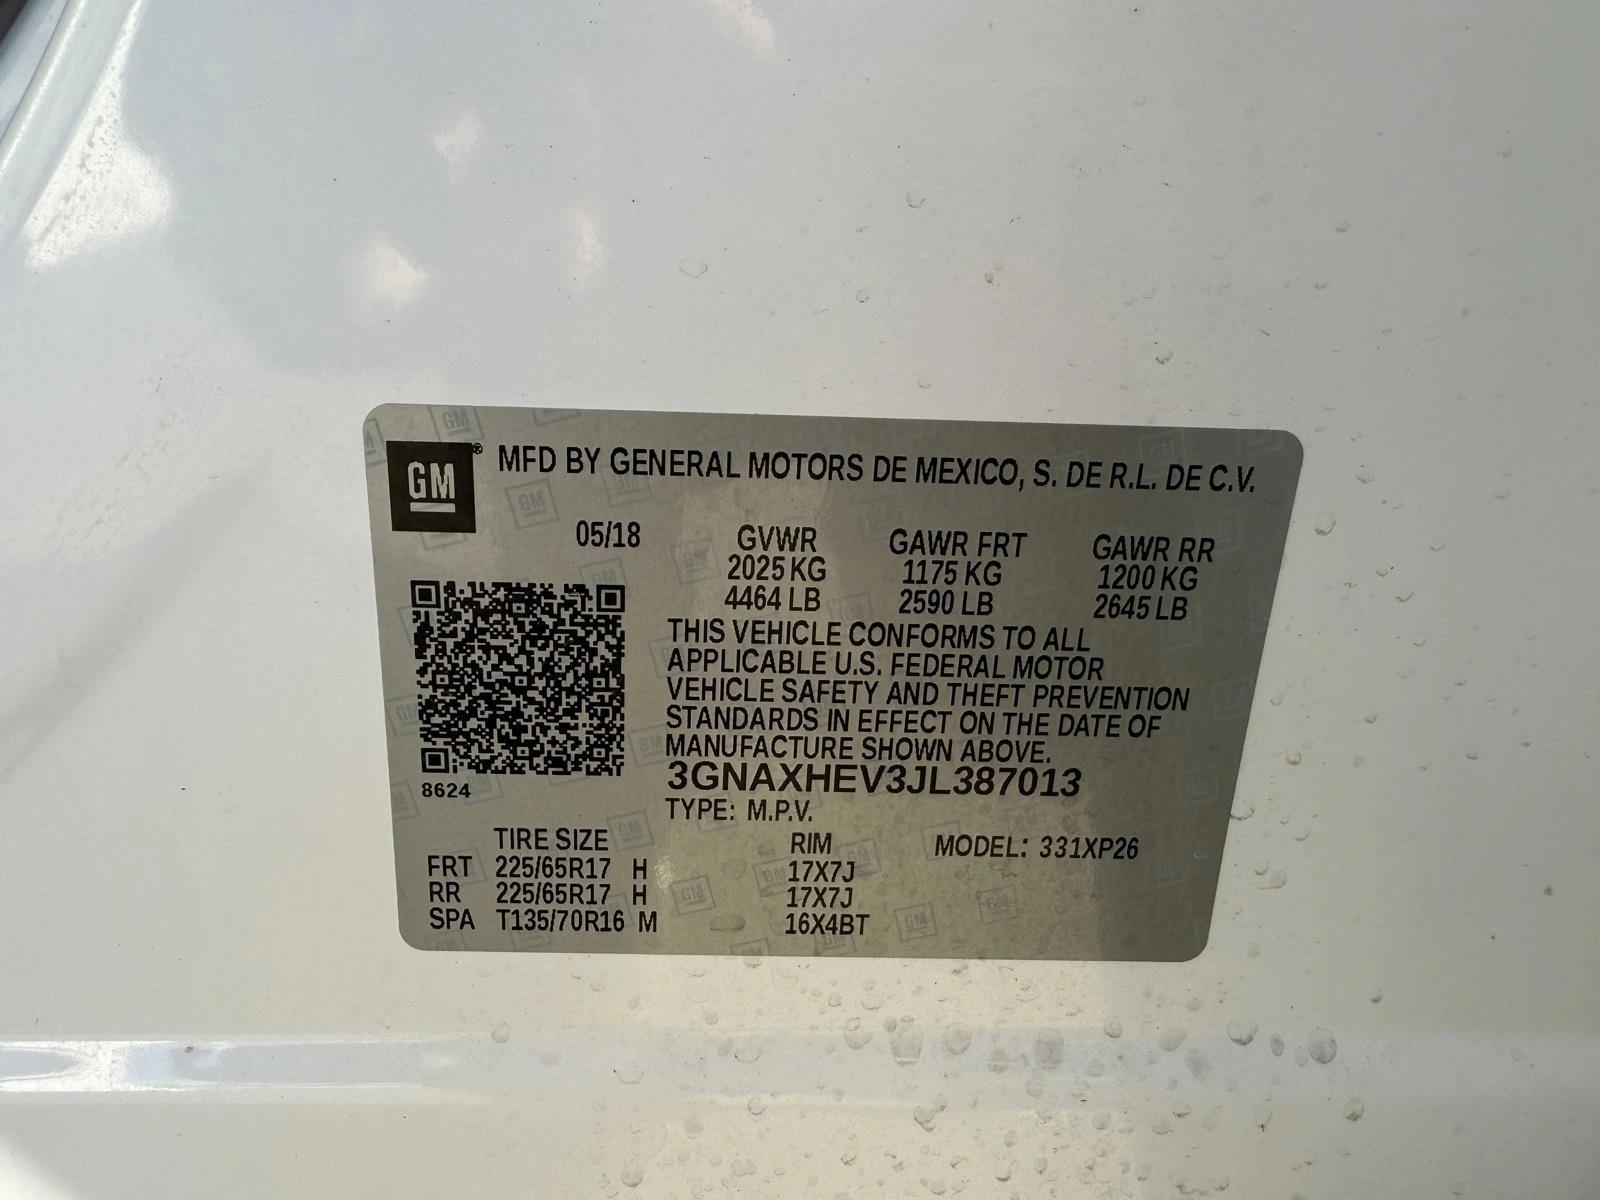 GM® MFD BY GENERAL MOTORS DE MEXICO, S. DE R.L. DE C.V.
05/18 GVWR GAWR FRT GAWR RR
2025 KG 1175 KG 1200 KG
4464 LB 2590 LB 2645 LB
THIS VEHICLE CONFORMS TO ALL
APPLICABLE U.S. FEDERAL MOTOR
VEHICLE SAFETY AND THEFT PREVENTION
STANDARDS IN EFFECT ON THE DATE OF
MANUFACTURE SHOWN ABOVE.
3GNAXHEV3JL387013
8624
TYPE: M.P.V.
TIRE SIZE RIM MODEL: 331XP26
FRT 225/65R17 H 17X7J
RR 225/65R17 H 17X7J
SPA T135/70R16 M 16X4BT